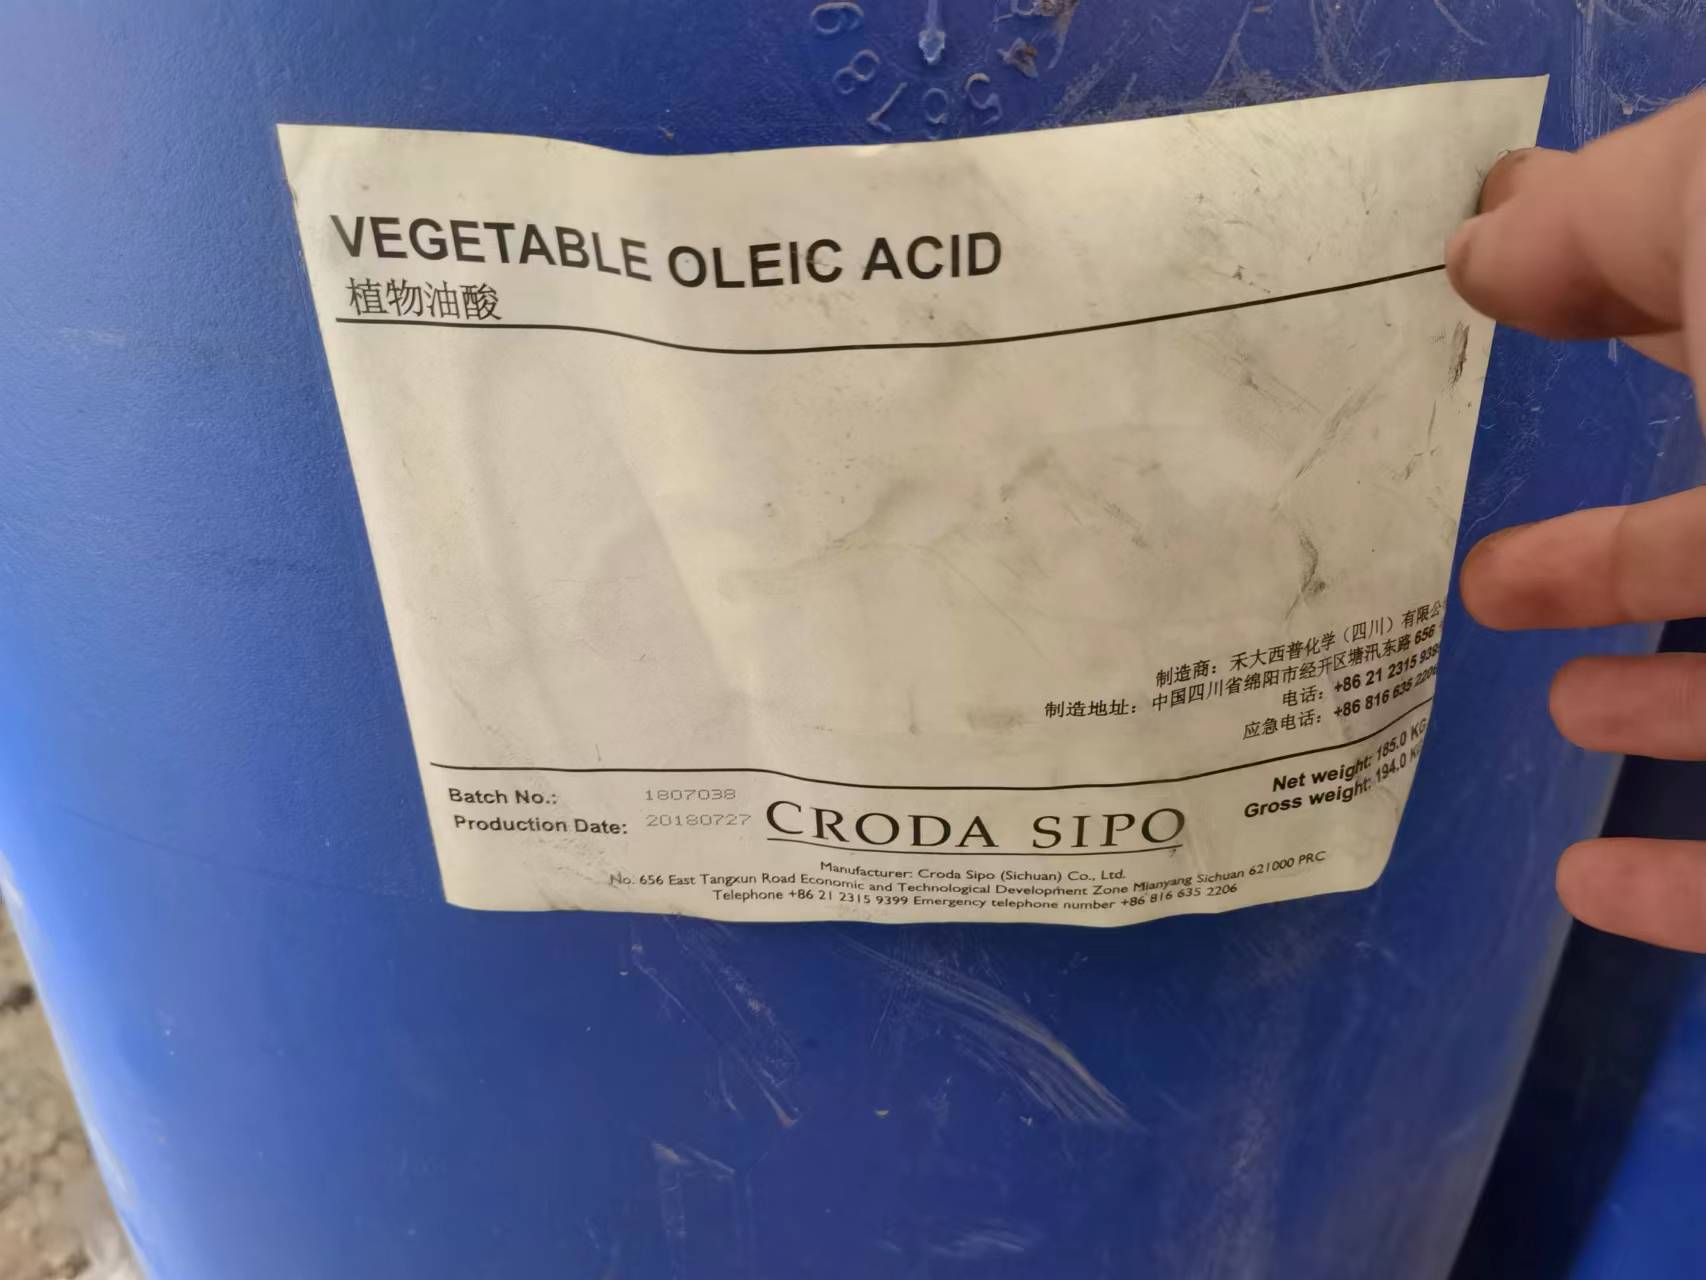 VEGETABLE OLEIC ACID
植物油酸
制造商：禾大西普化学（四川）有限公
制造地址：中国四川省绵阳市经开区塘汛东路 656
电话：+86 21 2315 939
应急电话：+86 816 635 2206
Net weight: 185.0 KG
Gross weight: 194.0 K
Batch No.: 1807038
Production Date: 20180727
CRODA SIPO
Manufacturer: Croda Sipo (Sichuan) Co., Ltd.
No. 656 East Tangxun Road Economic and Technological Development Zone Mianyang Sichuan 621000 PRC
Telephone +86 21 2315 9399 Emergency telephone number +86 816 635 2206